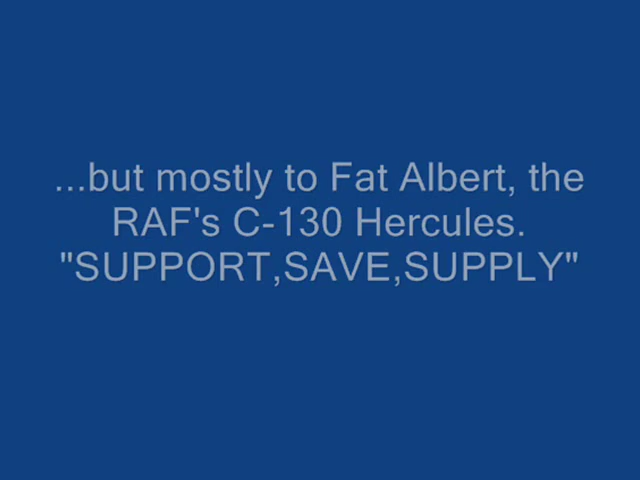 ...but mostly to Fat Albert, the
RAF's C-130 Hercules.
"SUPPORT,SAVE,SUPPLY"